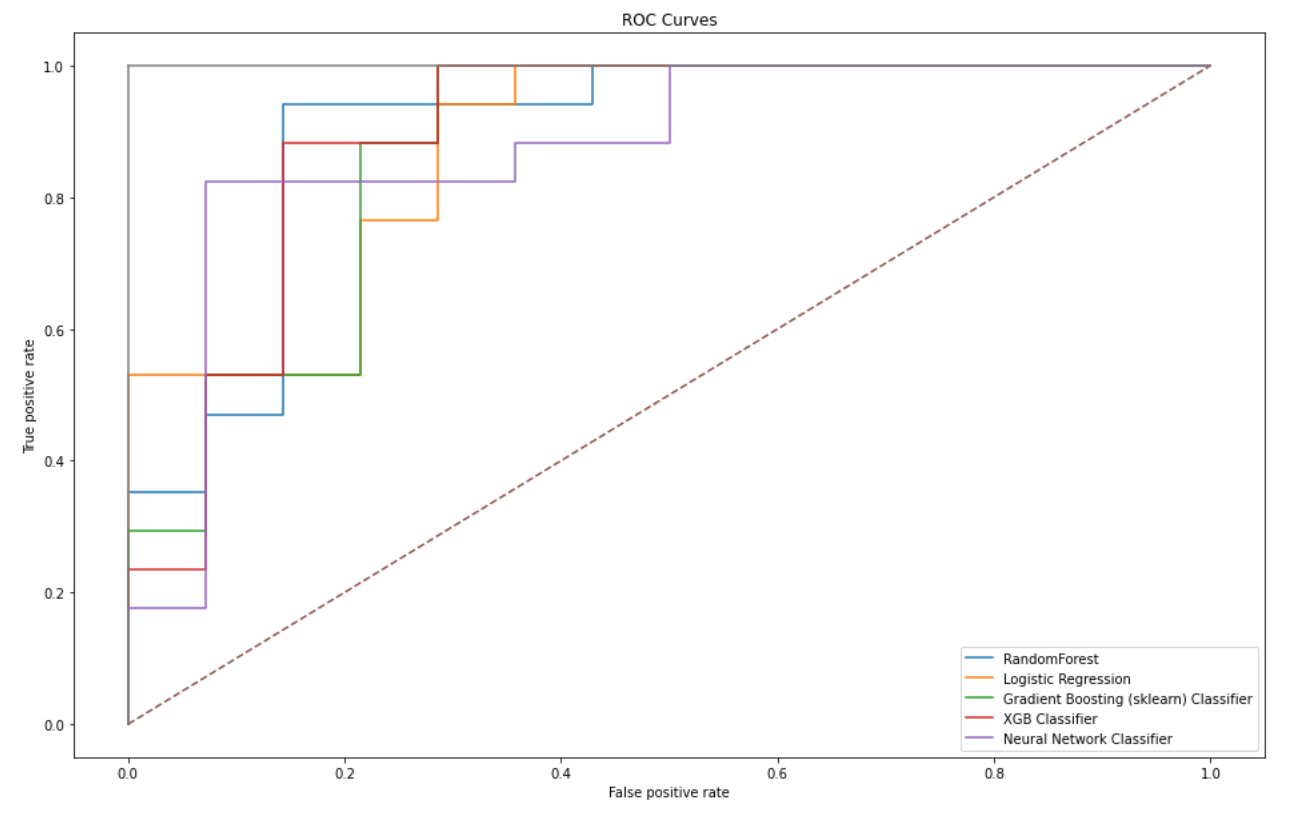 ROC Curves
1.0
0.8
0.6
0.4
0.2
0.0
True positive rate
0.0 0.2 0.4 0.6 0.8 1.0
False positive rate
RandomForest
Logistic Regression
Gradient Boosting (sklearn) Classifier
XGB Classifier
Neural Network Classifier